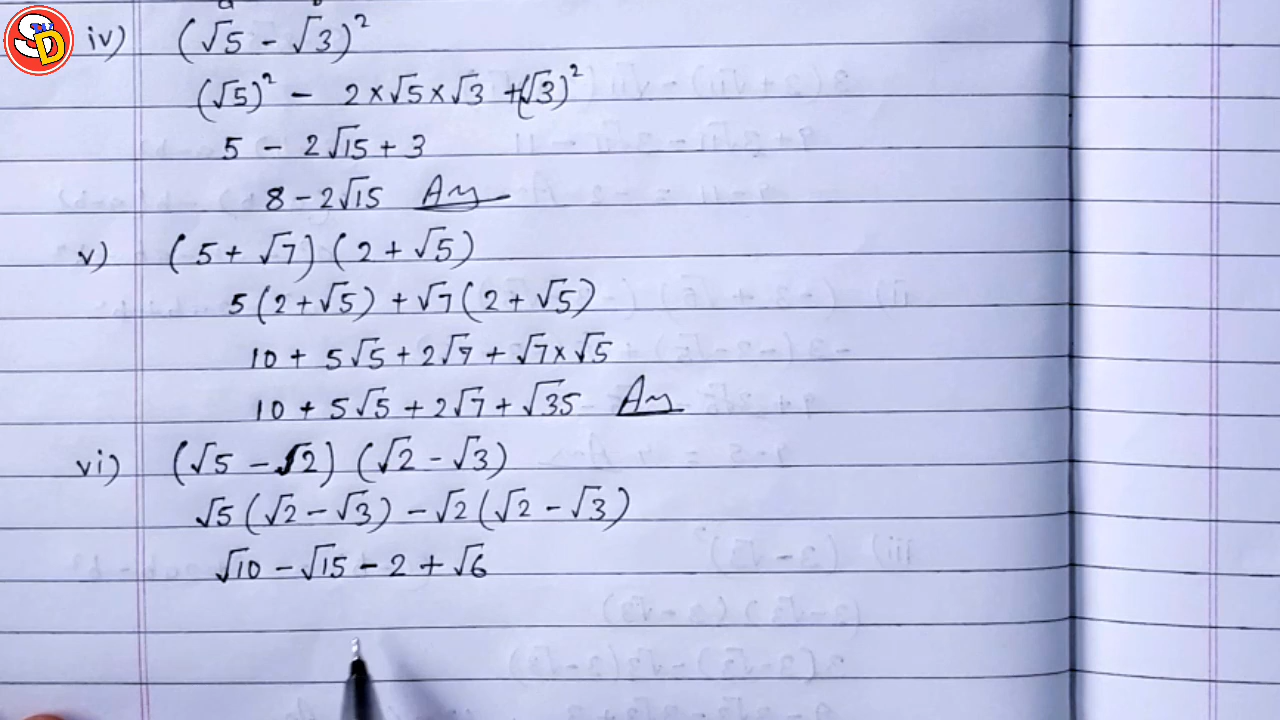 SD
iv) (√5 - √3)²
(√5)² - 2×√5×√3 +(√3)²
5 - 2√15 + 3
8 - 2√15 Ans
v) (5 + √7) (2 + √5)
5(2+√5) + √7(2 + √5)
10 + 5√5 + 2√7 + √7×√5
10 + 5√5 + 2√7 + √35 Ans
vi) (√5 - √2) (√2 - √3)
√5 (√2 - √3) - √2 (√2 - √3)
√10 - √15 - 2 + √6